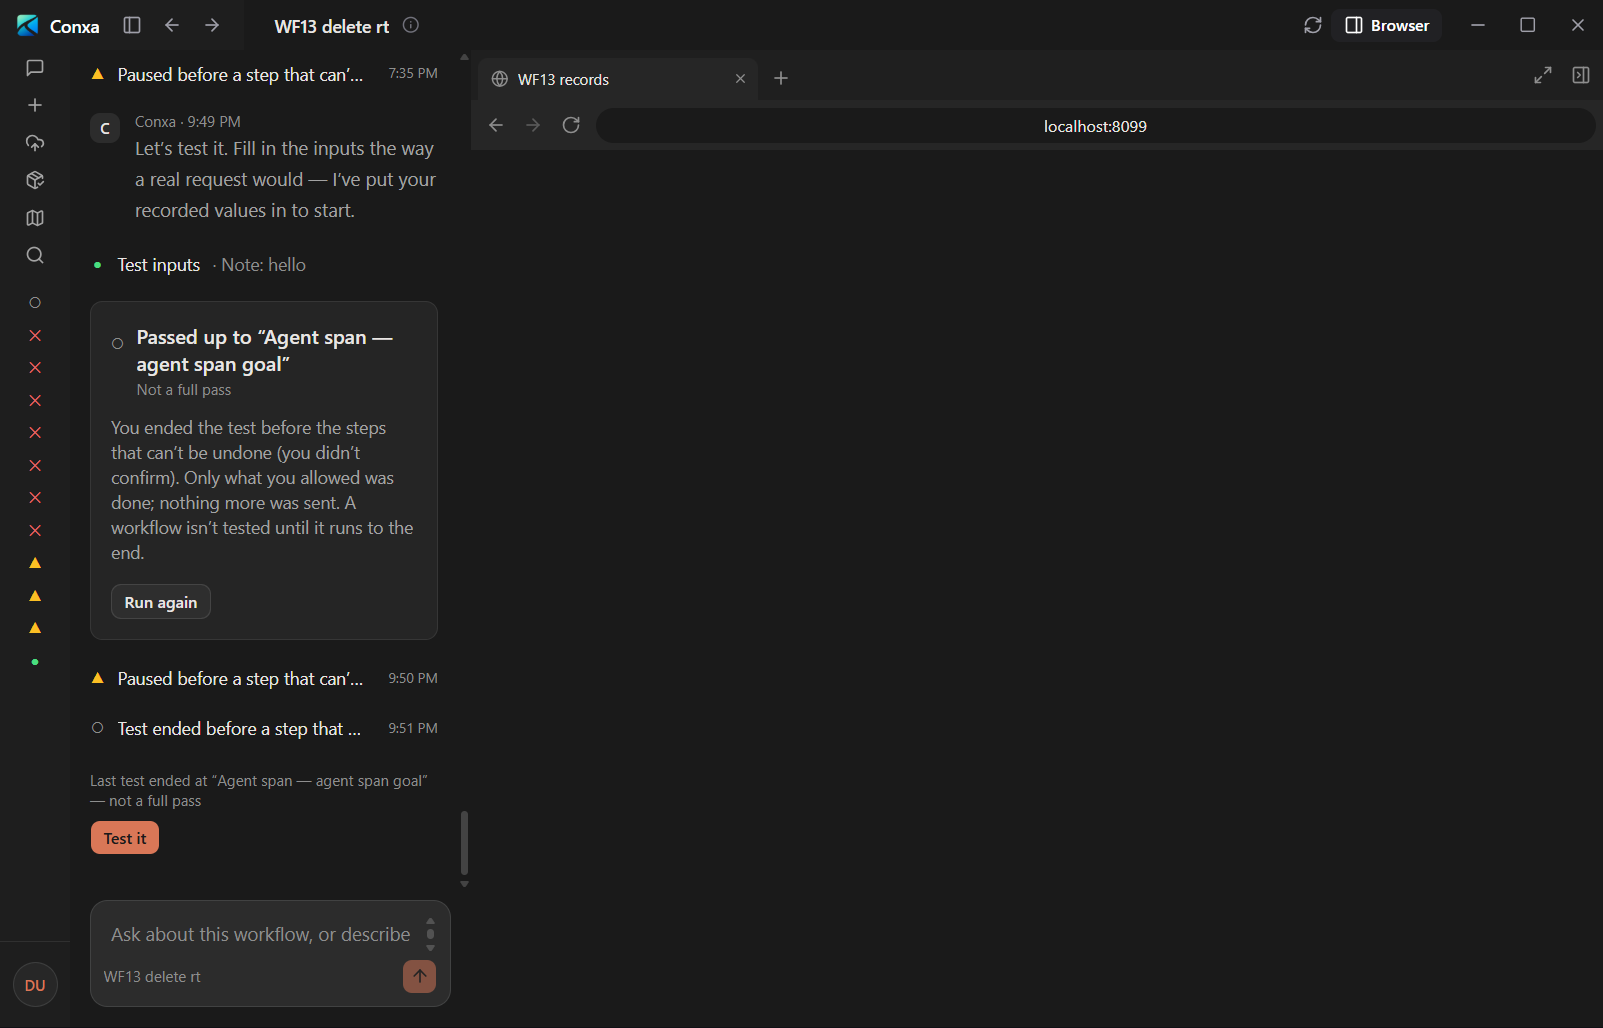 Conxa
WF13 delete rt
Browser
Paused before a step that can’... 7:35 PM
C
Conxa · 9:49 PM
Let’s test it. Fill in the inputs the way
a real request would — I’ve put your
recorded values in to start.
Test inputs · Note: hello
Passed up to “Agent span —
agent span goal”
Not a full pass
You ended the test before the steps
that can’t be undone (you didn’t
confirm). Only what you allowed was
done; nothing more was sent. A
workflow isn’t tested until it runs to the
end.
Run again
Paused before a step that can’... 9:50 PM
Test ended before a step that ... 9:51 PM
Last test ended at “Agent span — agent span goal”
— not a full pass
Test it
Ask about this workflow, or describe
WF13 delete rt
DU
WF13 records
localhost:8099